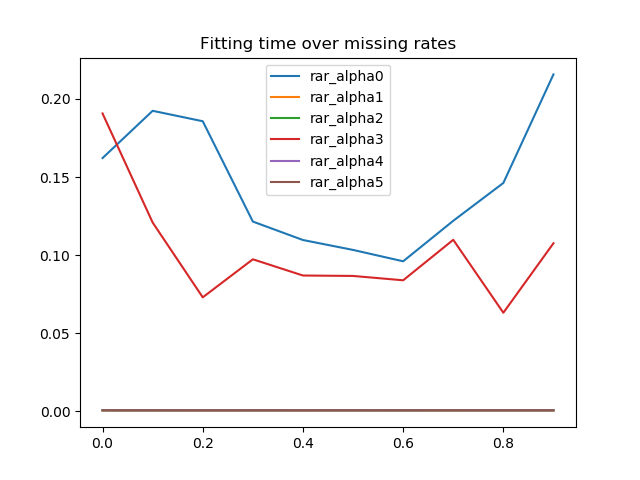 Fitting time over missing rates
rar_alpha0
rar_alpha1
rar_alpha2
rar_alpha3
rar_alpha4
rar_alpha5
0.20
0.15
0.10
0.05
0.00
0.0 0.2 0.4 0.6 0.8